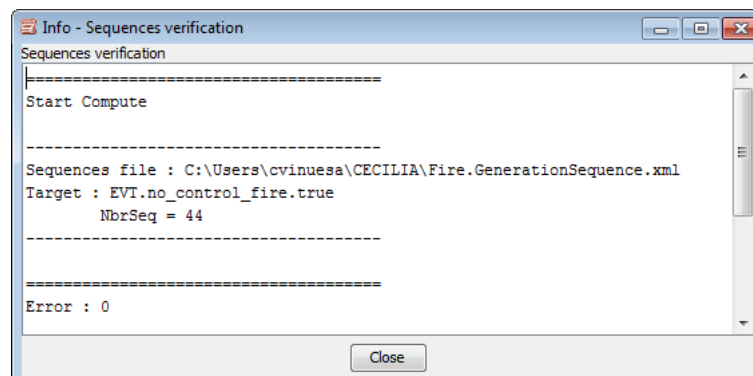 Info - Sequences verification
Sequences verification
======================================
Start Compute
--------------------------------------
Sequences file : C:\Users\cvinuesa\CECILIA\Fire.GenerationSequence.xml
Target : EVT.no_control_fire.true
NbrSeq = 44
--------------------------------------
======================================
Error : 0
Close